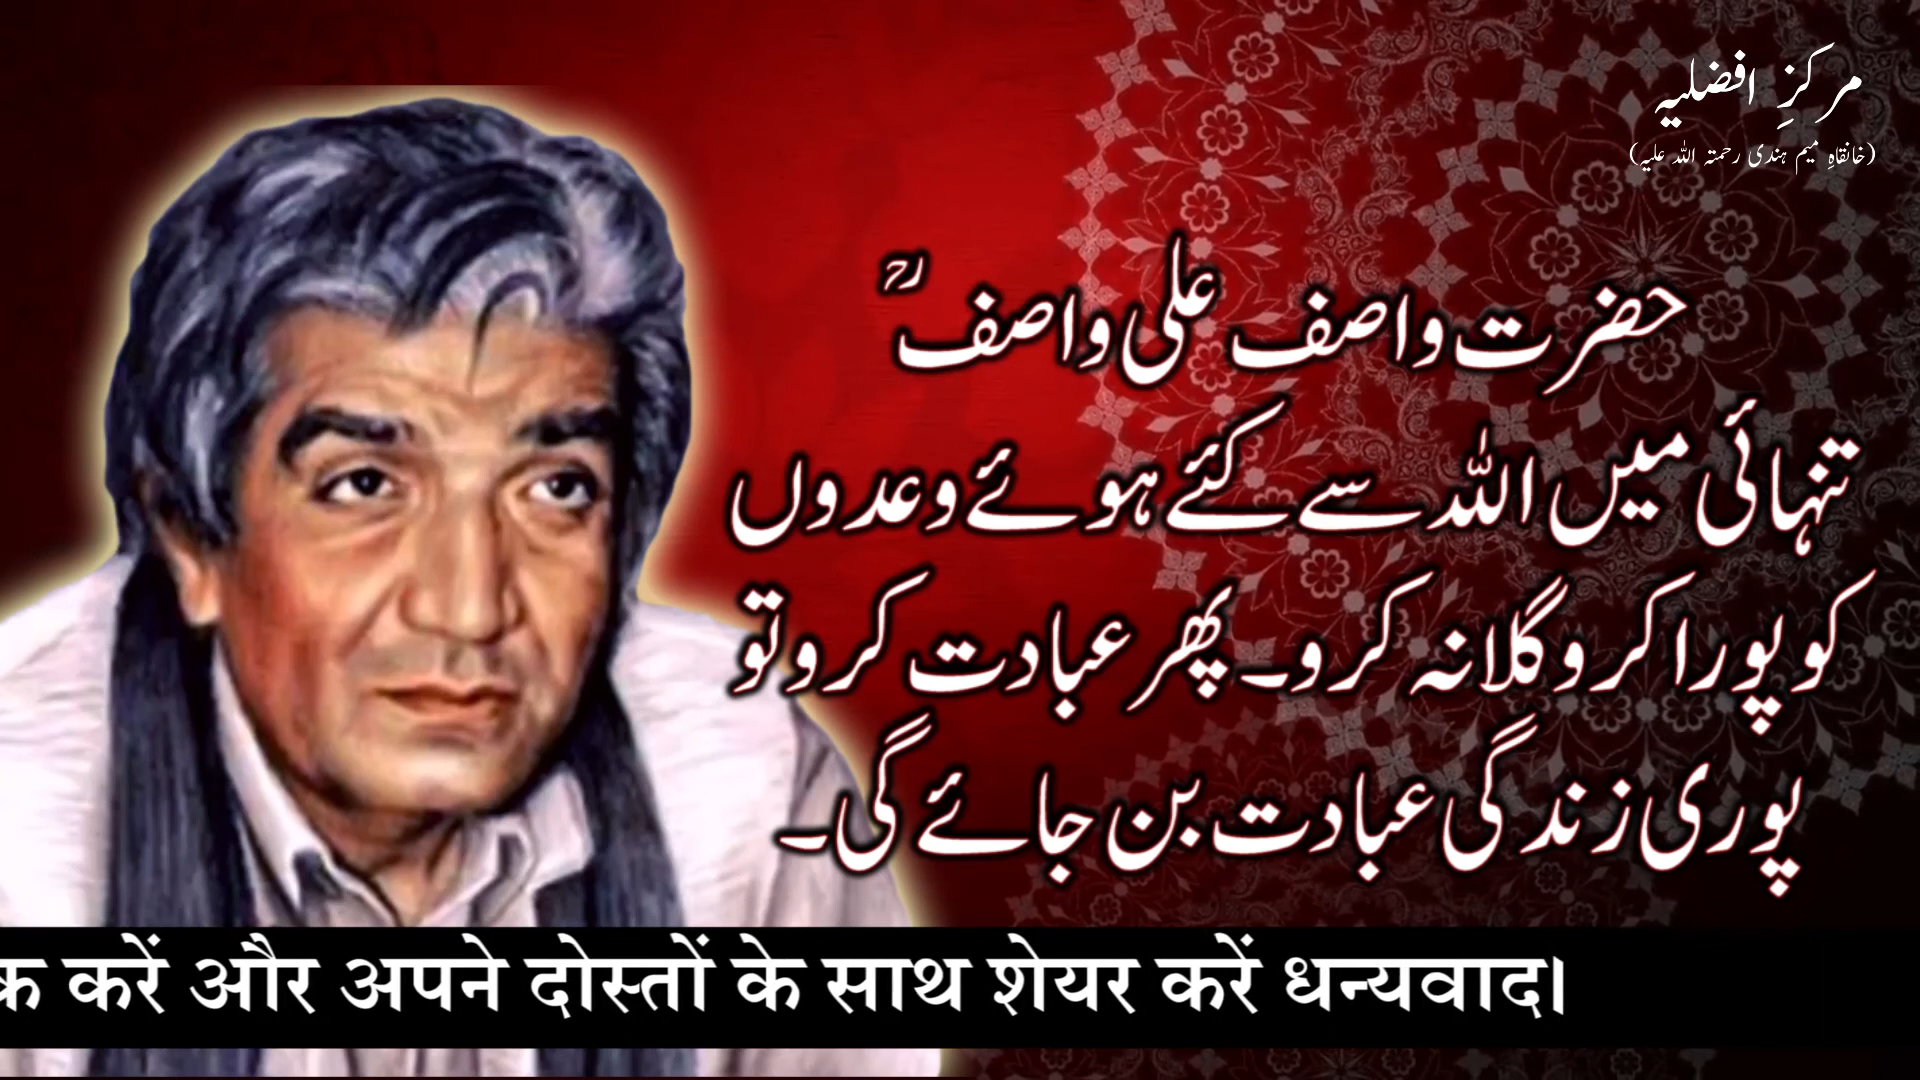 مرکزِ افضلیہ
(خانقاہِ میم ہندی رحمتہ اللہ علیہ)
حضرت واصف علی واصفؒ
تنہائی میں اللہ سے کئے ہوئے وعدوں
کو پورا کرو گلا نہ کرو۔ پھر عبادت کرو تو
پوری زندگی عبادت بن جائے گی۔
करें और अपने दोस्तों के साथ शेयर करें धन्यवाद।